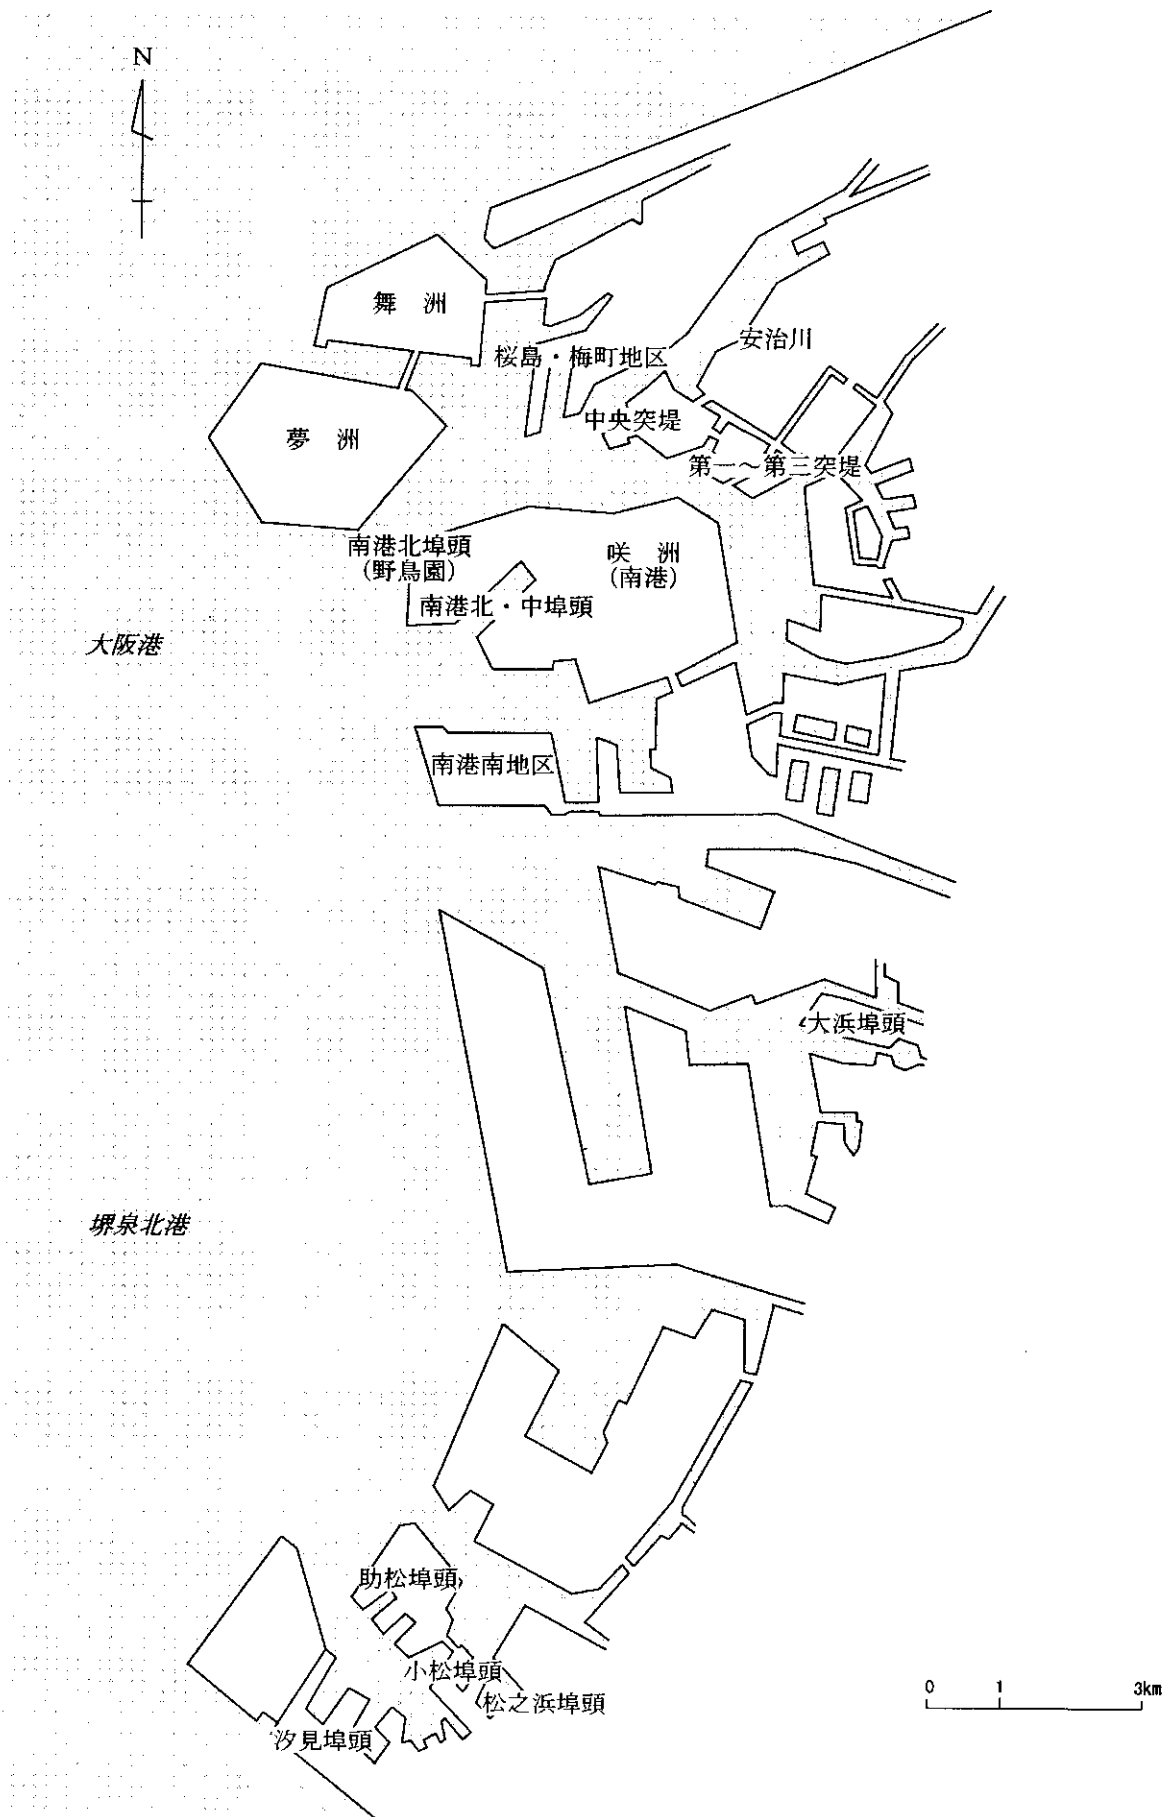 N
舞 洲
安治川
桜島・梅町地区
夢 洲
中央突堤
第一～第三突堤
南港北埠頭
(野鳥園)
咲 洲
(南港)
南港北・中埠頭
大阪港
南港南地区
大浜埠頭
堺泉北港
助松埠頭
小松埠頭
松之浜埠頭
汐見埠頭
0 1 3km